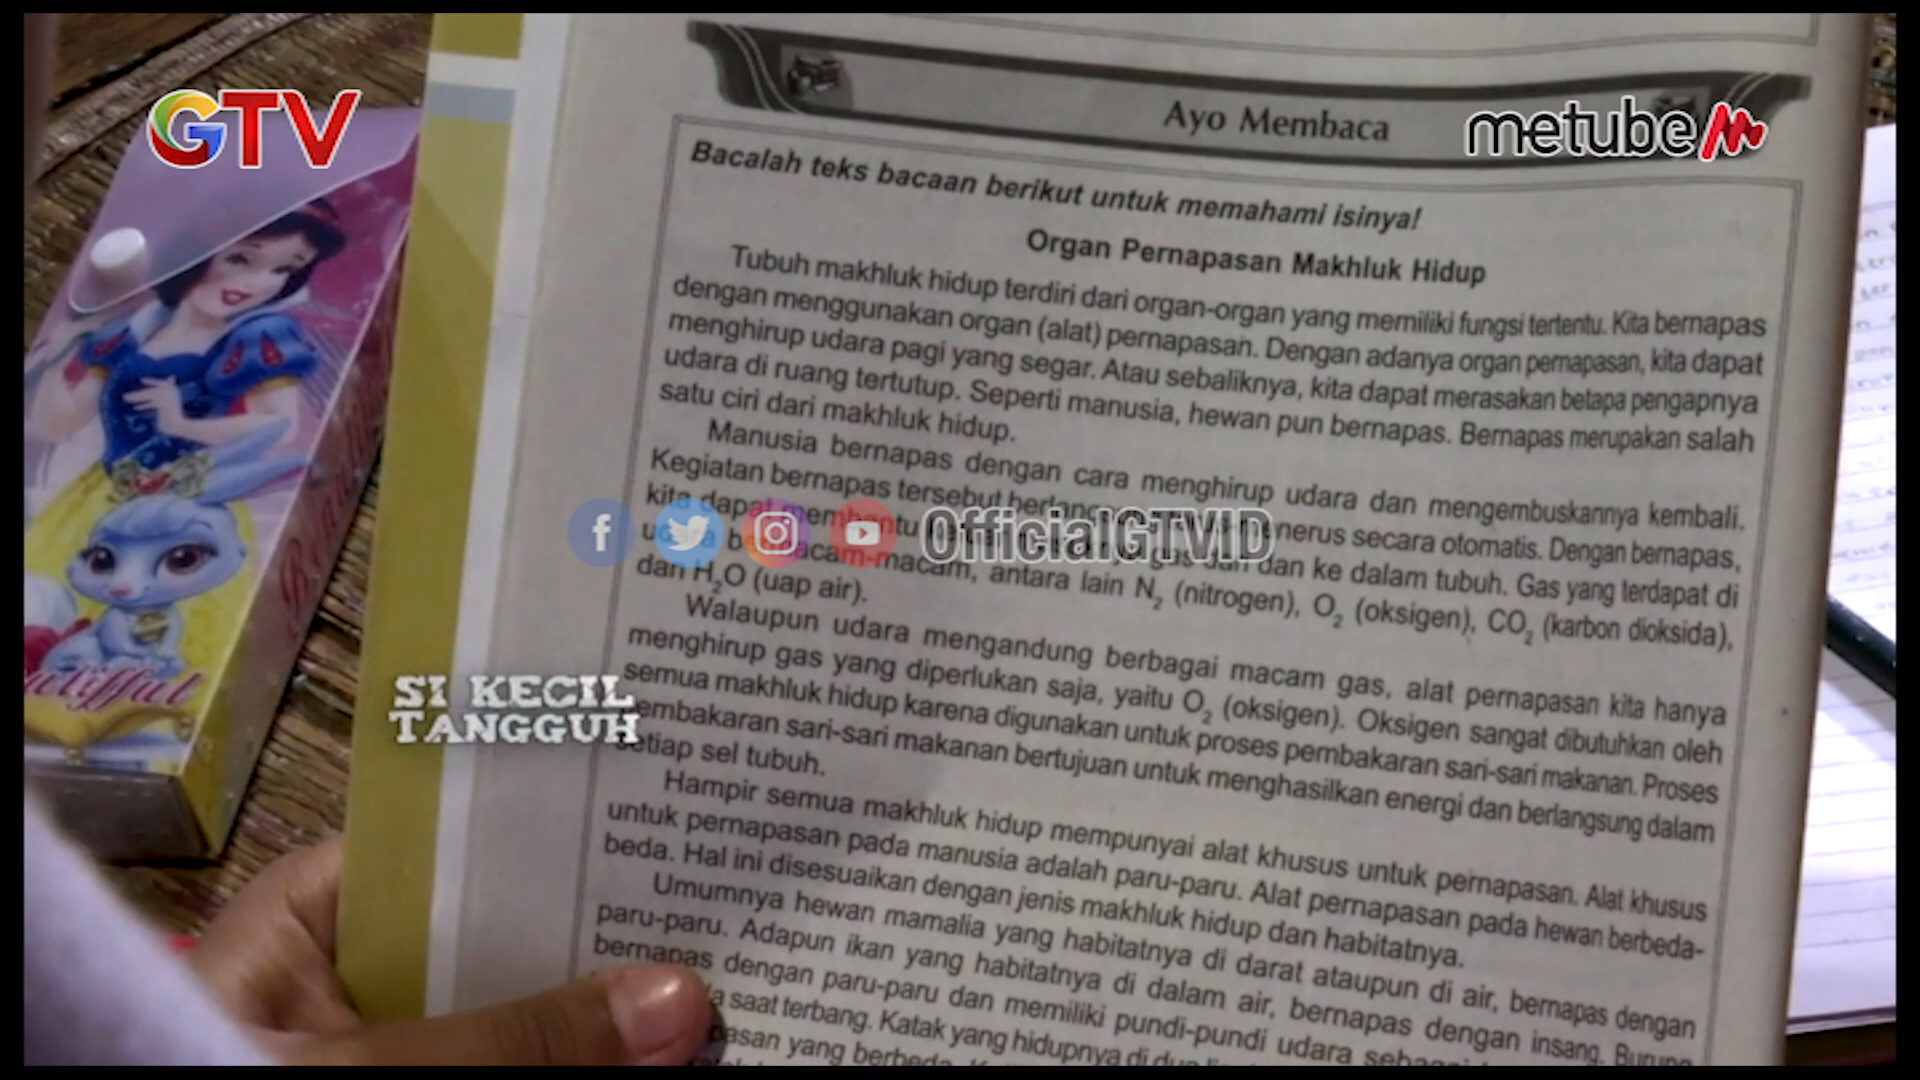 GTV
metube
Ayo Membaca
Bacalah teks bacaan berikut untuk memahami isinya!
Organ Pernapasan Makhluk Hidup
Tubuh makhluk hidup terdiri dari organ-organ yang memiliki fungsi tertentu. Kita bernapas
dengan menggunakan organ (alat) pernapasan. Dengan adanya organ pernapasan, kita dapat
menghirup udara pagi yang segar. Atau sebaliknya, kita dapat merasakan betapa pengapnya
udara di ruang tertutup. Seperti manusia, hewan pun bernapas. Bernapas merupakan salah
satu ciri dari makhluk hidup.
Manusia bernapas dengan cara menghirup udara dan mengembuskannya kembali.
Kegiatan bernapas tersebut menerus secara otomatis. Dengan bernapas,
kita dapat membantu dan ke dalam tubuh. Gas yang terdapat di
udara bermacam-macam, antara lain N₂ (nitrogen), O₂ (oksigen), CO₂ (karbon dioksida),
dan H₂O (uap air).
OfficialGTVID
Walaupun udara mengandung berbagai macam gas, alat pernapasan kita hanya
menghirup gas yang diperlukan saja, yaitu O₂ (oksigen). Oksigen sangat dibutuhkan oleh
semua makhluk hidup karena digunakan untuk proses pembakaran sari-sari makanan. Proses
embakaran sari-sari makanan bertujuan untuk menghasilkan energi dan berlangsung dalam
setiap sel tubuh.
SI KECIL
TANGGUH
Hampir semua makhluk hidup mempunyai alat khusus untuk pernapasan. Alat khusus
untuk pernapasan pada manusia adalah paru-paru. Alat pernapasan pada hewan berbeda-
beda. Hal ini disesuaikan dengan jenis makhluk hidup dan habitatnya.
Umumnya hewan mamalia yang habitatnya di darat ataupun di air, bernapas dengan
paru-paru. Adapun ikan yang habitatnya di dalam air, bernapas dengan insang. Burung
bernapas dengan paru-paru dan memiliki pundi-pundi udara
saat terbang. Katak yang hidupnya di
pasan yang berbeda.